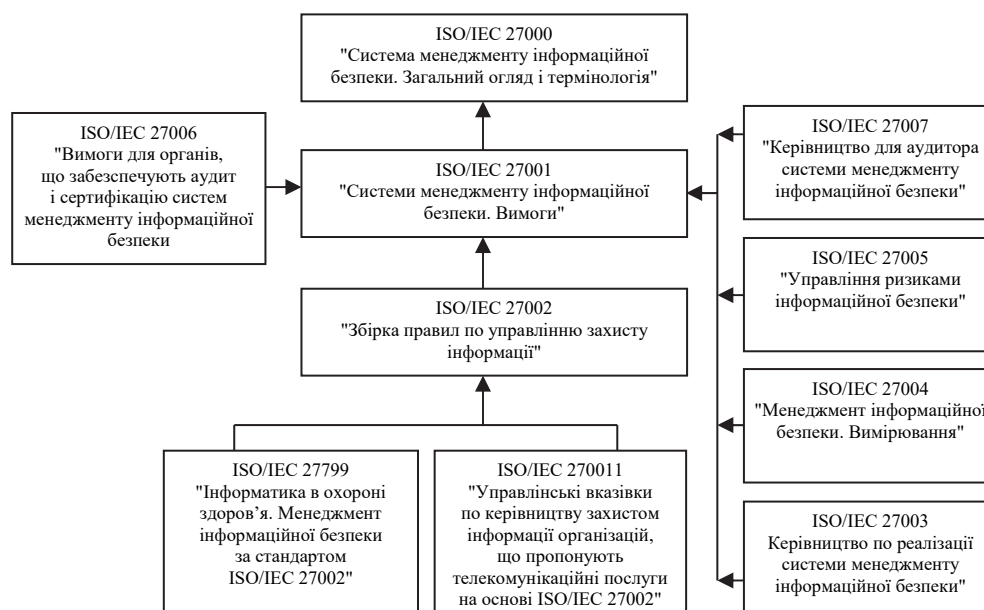 ISO/IEC 27000
"Система менеджменту інформаційної
безпеки. Загальний огляд і термінологія"
ISO/IEC 27006
"Вимоги для органів,
що забезспечують аудит
і сертифікацію систем
менеджменту інформаційної
безпеки
ISO/IEC 27001
"Системи менеджменту інформаційної
безпеки. Вимоги"
ISO/IEC 27007
"Керівництво для аудитора
системи менеджменту
інформаційної безпеки"
ISO/IEC 27005
"Управління ризиками
інформаційної безпеки"
ISO/IEC 27002
"Збірка правил по управлінню захисту
інформації"
ISO/IEC 27004
"Менеджмент інформаційної
безпеки. Вимірювання"
ISO/IEC 27799
"Інформатика в охороні
здоров’я. Менеджмент
інформаційної безпеки
за стандартом
ISO/IEC 27002"
ISO/IEC 270011
"Управлінські вказівки
по керівництву захистом
інформації організацій,
що пропонують
телекомунікаційні послуги
на основі ISO/IEC 27002"
ISO/IEC 27003
Керівництво по реалізації
системи менеджменту
інформаційної безпеки"